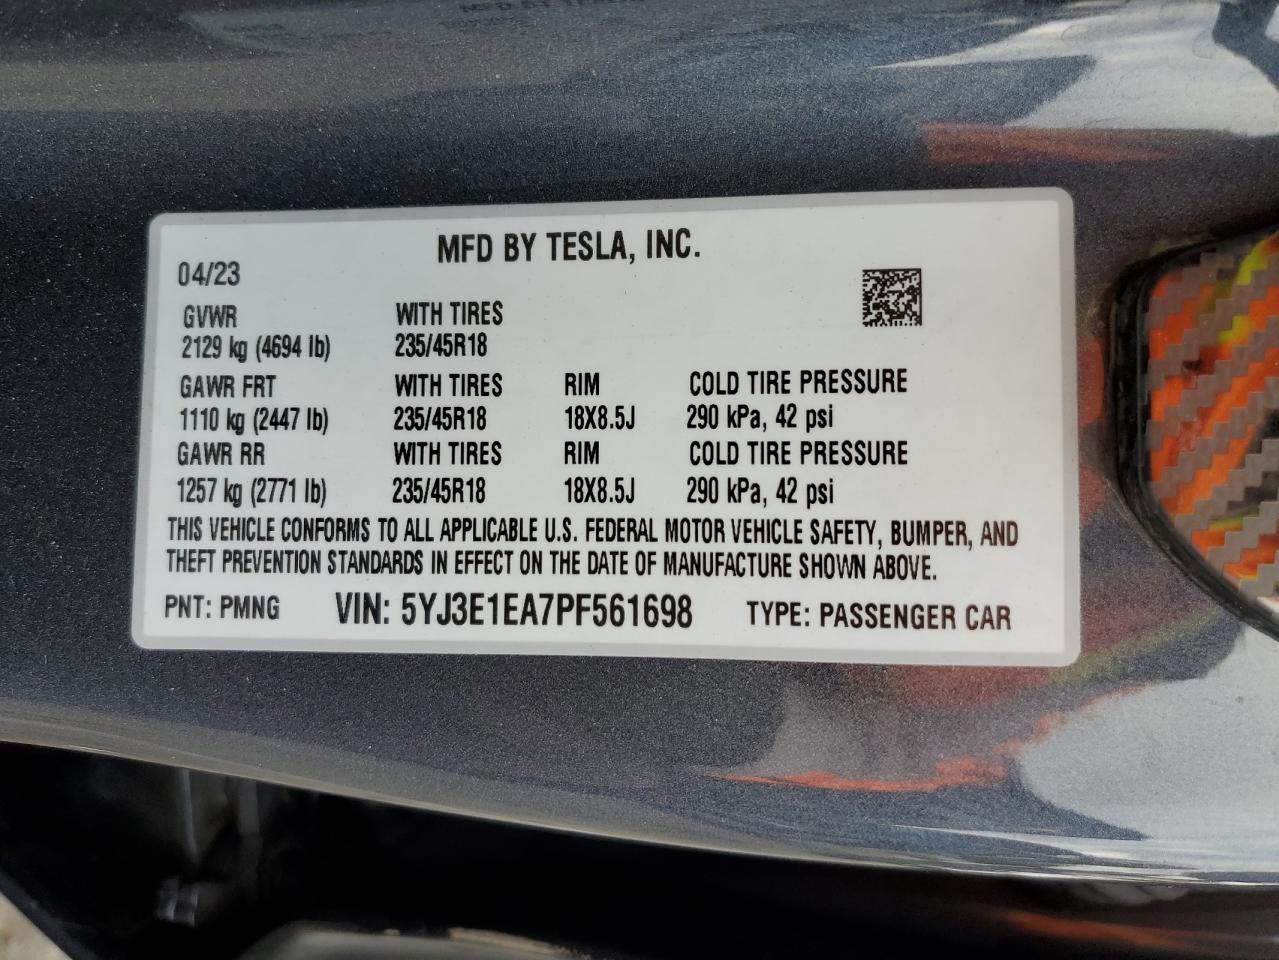 MFD BY TESLA, INC.
04/23
GVWR WITH TIRES
2129 kg (4694 lb) 235/45R18
GAWR FRT WITH TIRES RIM COLD TIRE PRESSURE
1110 kg (2447 lb) 235/45R18 18X8.5J 290 kPa, 42 psi
GAWR RR WITH TIRES RIM COLD TIRE PRESSURE
1257 kg (2771 lb) 235/45R18 18X8.5J 290 kPa, 42 psi
THIS VEHICLE CONFORMS TO ALL APPLICABLE U.S. FEDERAL MOTOR VEHICLE SAFETY, BUMPER, AND
THEFT PREVENTION STANDARDS IN EFFECT ON THE DATE OF MANUFACTURE SHOWN ABOVE.
PNT: PMNG VIN: 5YJ3E1EA7PF561698 TYPE: PASSENGER CAR